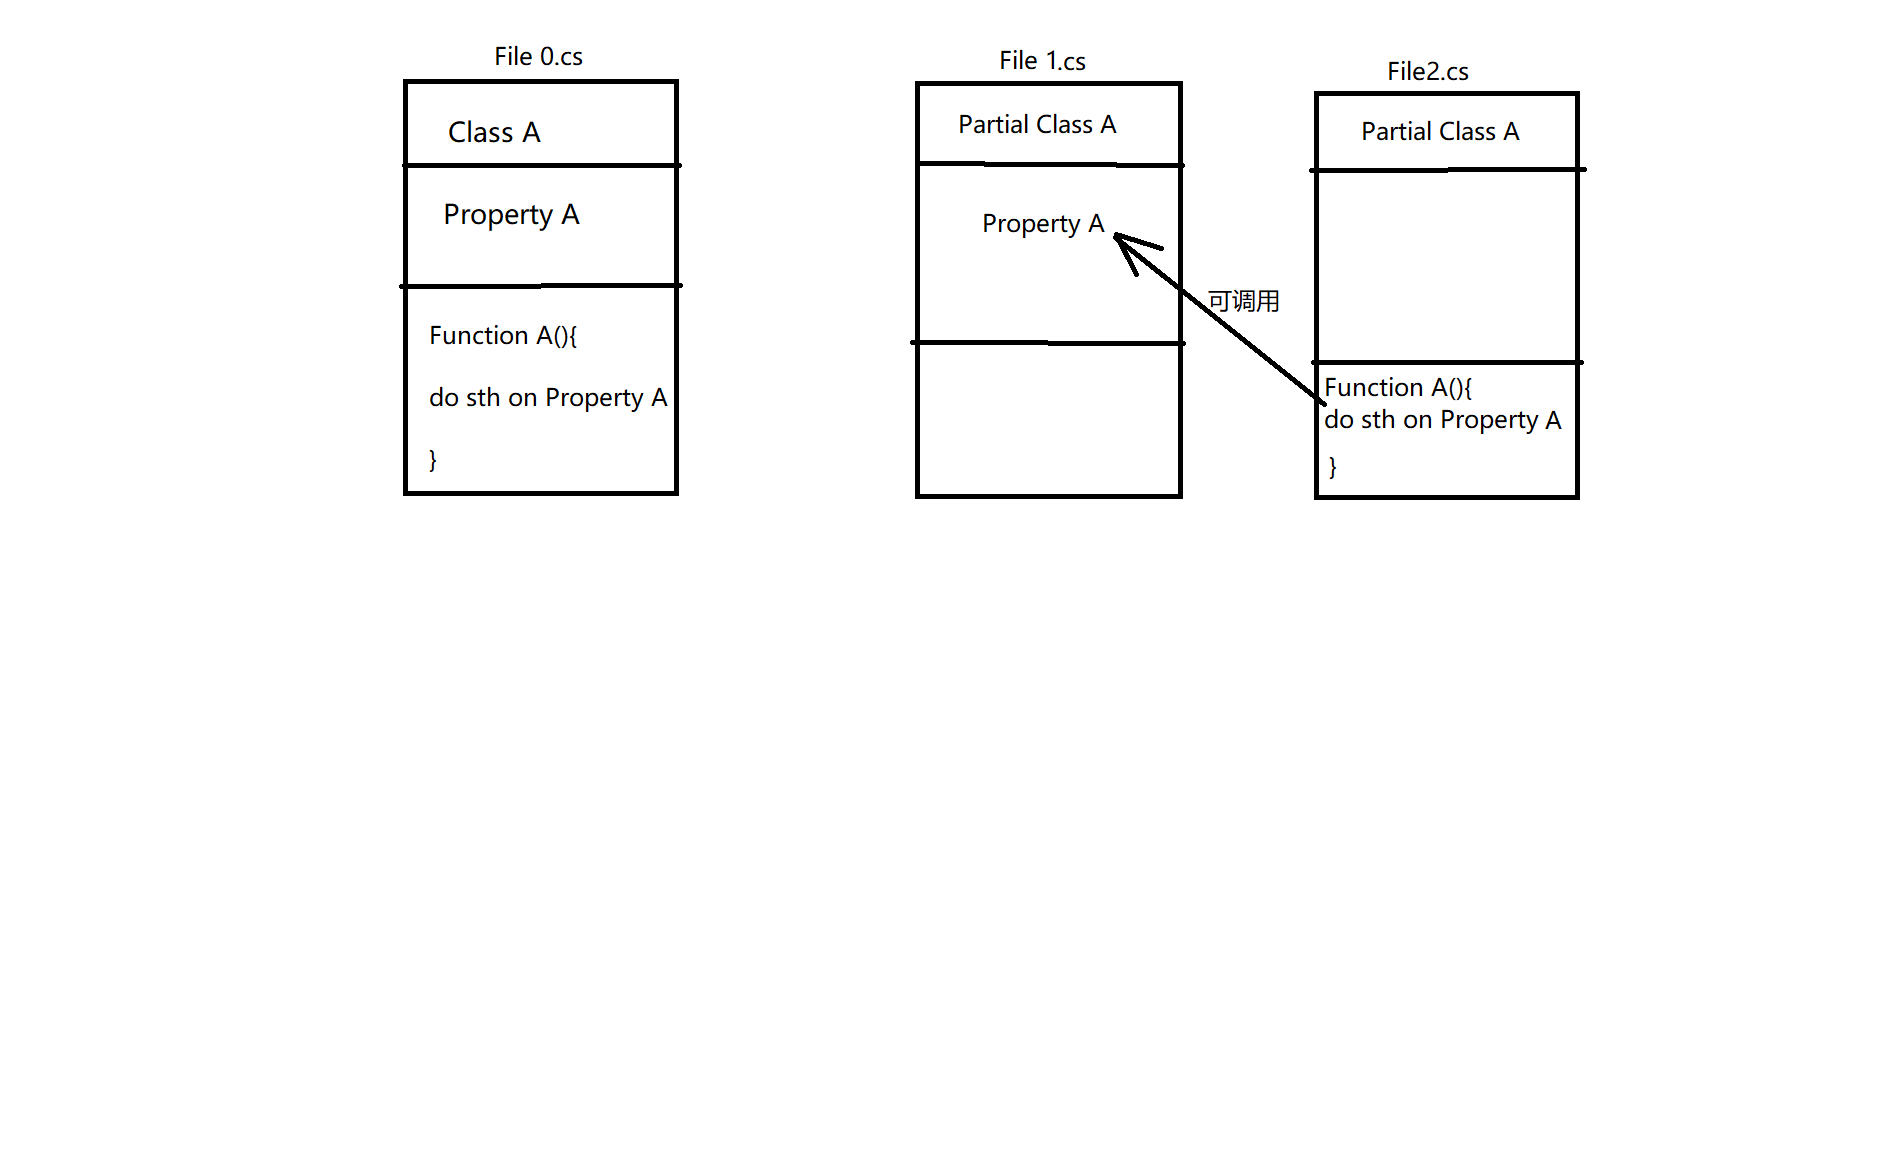 File 0.cs
Class A
Property A
Function A(){
do sth on Property A
}
File 1.cs
Partial Class A
Property A
可调用
File2.cs
Partial Class A
Function A(){
do sth on Property A
}